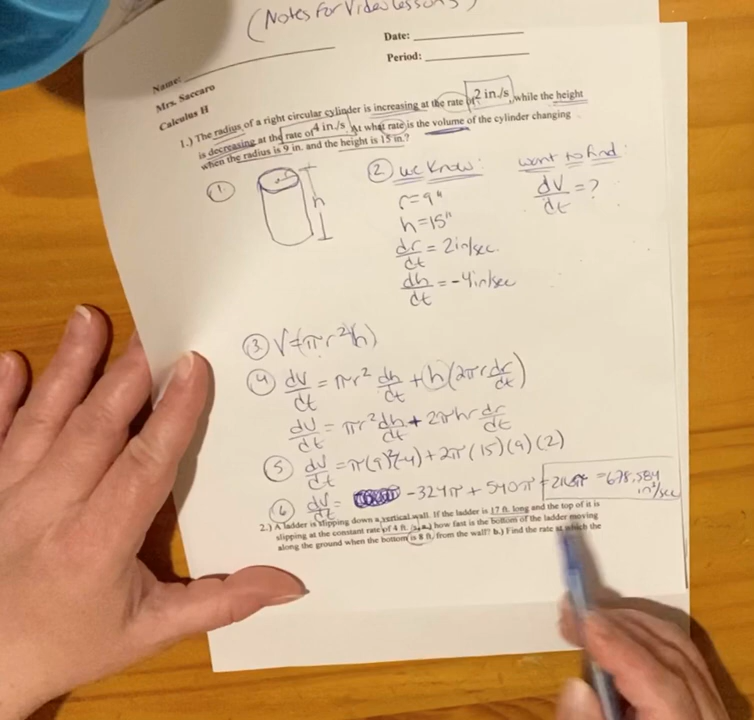 (Notes for Video Lessons)
Date:
Period:
Name:
Mrs. Saccaro
Calculus H
1.) The radius of a right circular cylinder is increasing at the rate of 2 in./s while the height
is decreasing at the rate of 4 in./s At what rate is the volume of the cylinder changing
when the radius is 9 in. and the height is 15 in.?
①
r
h
② we know:
r=9"
h=15"
dr/dt = 2in/sec.
dh/dt = -4in/sec
want to find:
dV/dt = ?
③ V=(πr²h)
④ dV/dt = πr² dh/dt + h(2πr dr/dt)
dV/dt = πr² dh/dt + 2πhr dr/dt
⑤ dV/dt = π(9)²(-4) + 2π(15)(9)(2)
⑥ dV/dt = -324π + 540π = 216π = 678.584 in³/sec
2.) A ladder is slipping down a vertical wall. If the ladder is 17 ft. long and the top of it is
slipping at the constant rate of 4 ft. how fast is the bottom of the ladder moving
along the ground when the bottom is 8 ft. from the wall? b.) Find the rate at which the